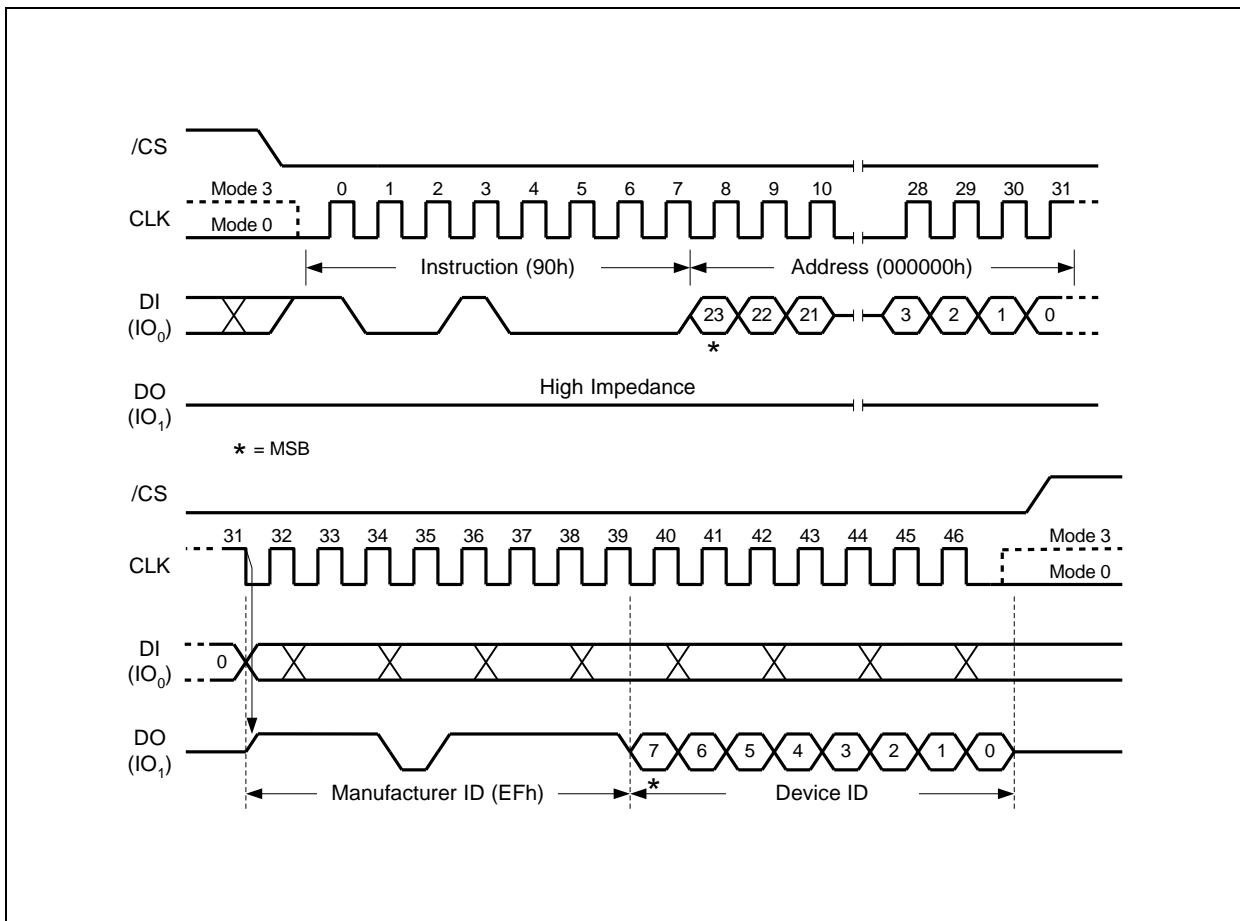 /CS
Mode 3 0 1 2 3 4 5 6 7 8 9 10 28 29 30 31
CLK
Mode 0
Instruction (90h) Address (000000h)
DI
(IO0)
23 22 21 3 2 1 0
*
High Impedance
DO
(IO1)
* = MSB
/CS
31 32 33 34 35 36 37 38 39 40 41 42 43 44 45 46 Mode 3
CLK
Mode 0
DI
(IO0)
0
DO
(IO1)
7 6 5 4 3 2 1 0
*
Manufacturer ID (EFh) Device ID